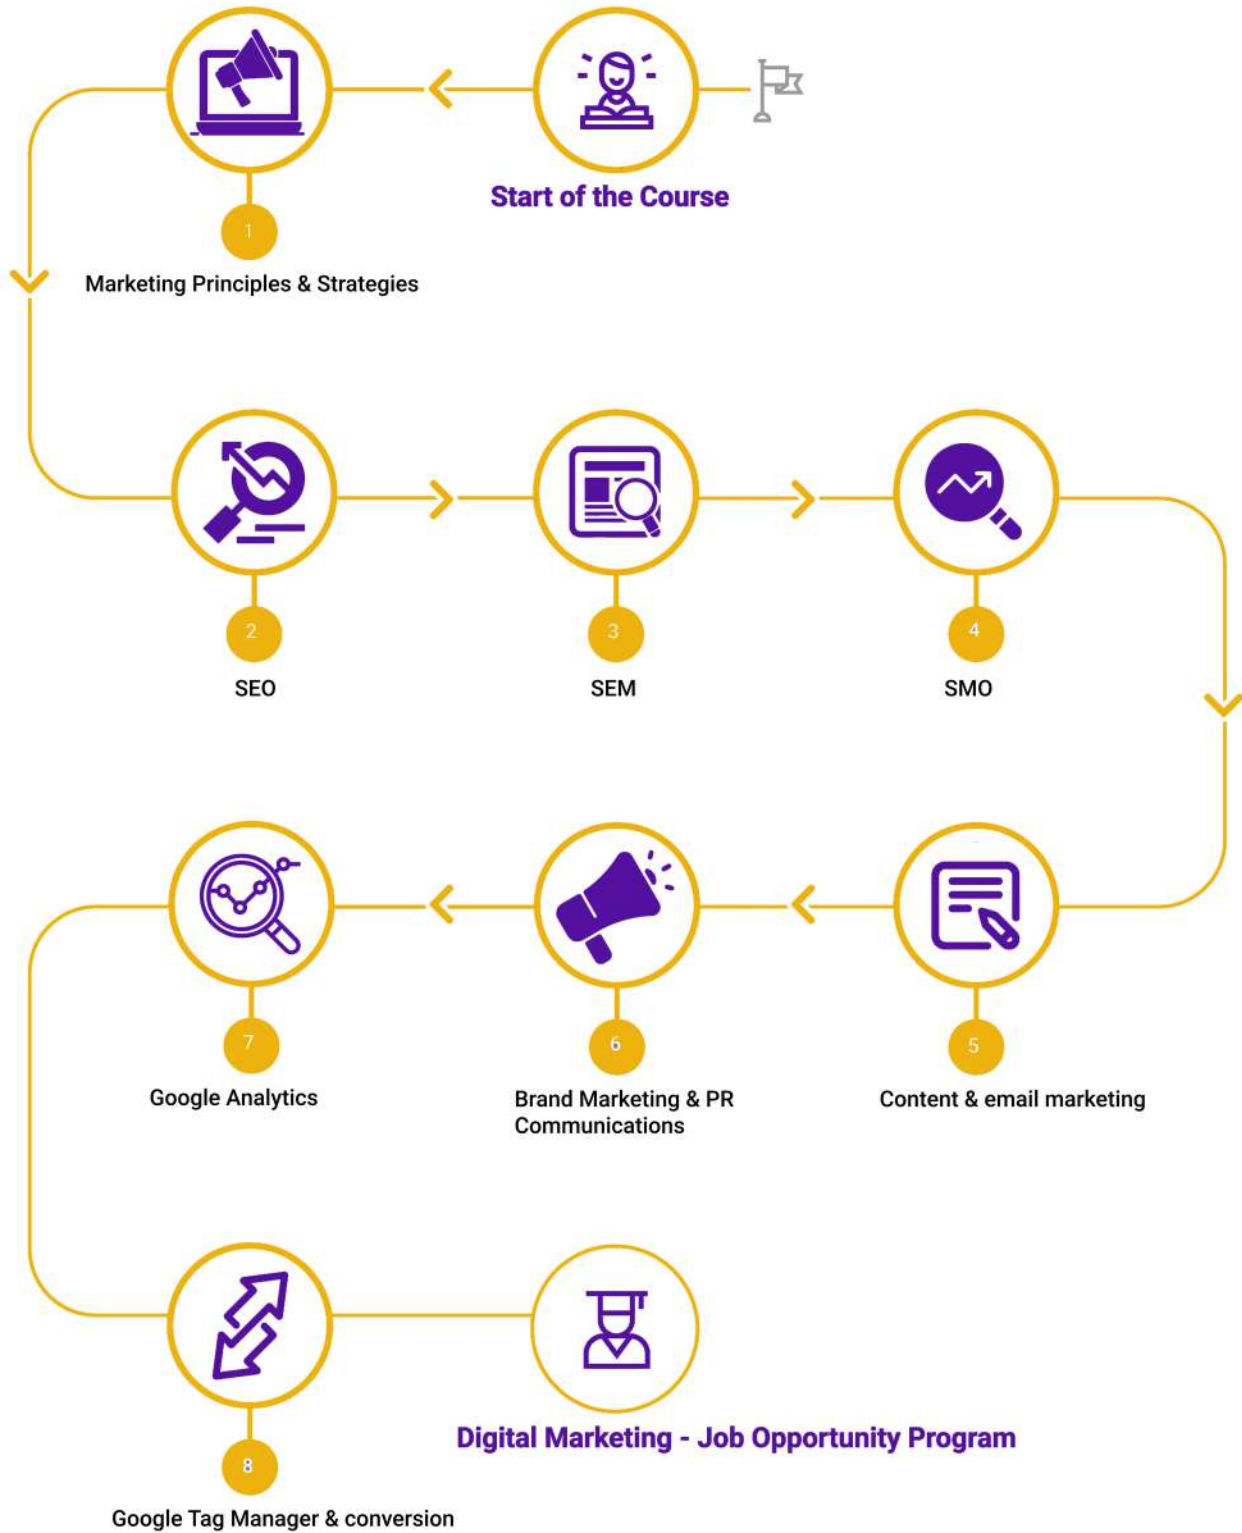 Start of the Course
1
Marketing Principles & Strategies
2
SEO
3
SEM
4
SMO
5
Content & email marketing
6
Brand Marketing & PR
Communications
7
Google Analytics
8
Google Tag Manager & conversion
Digital Marketing - Job Opportunity Program